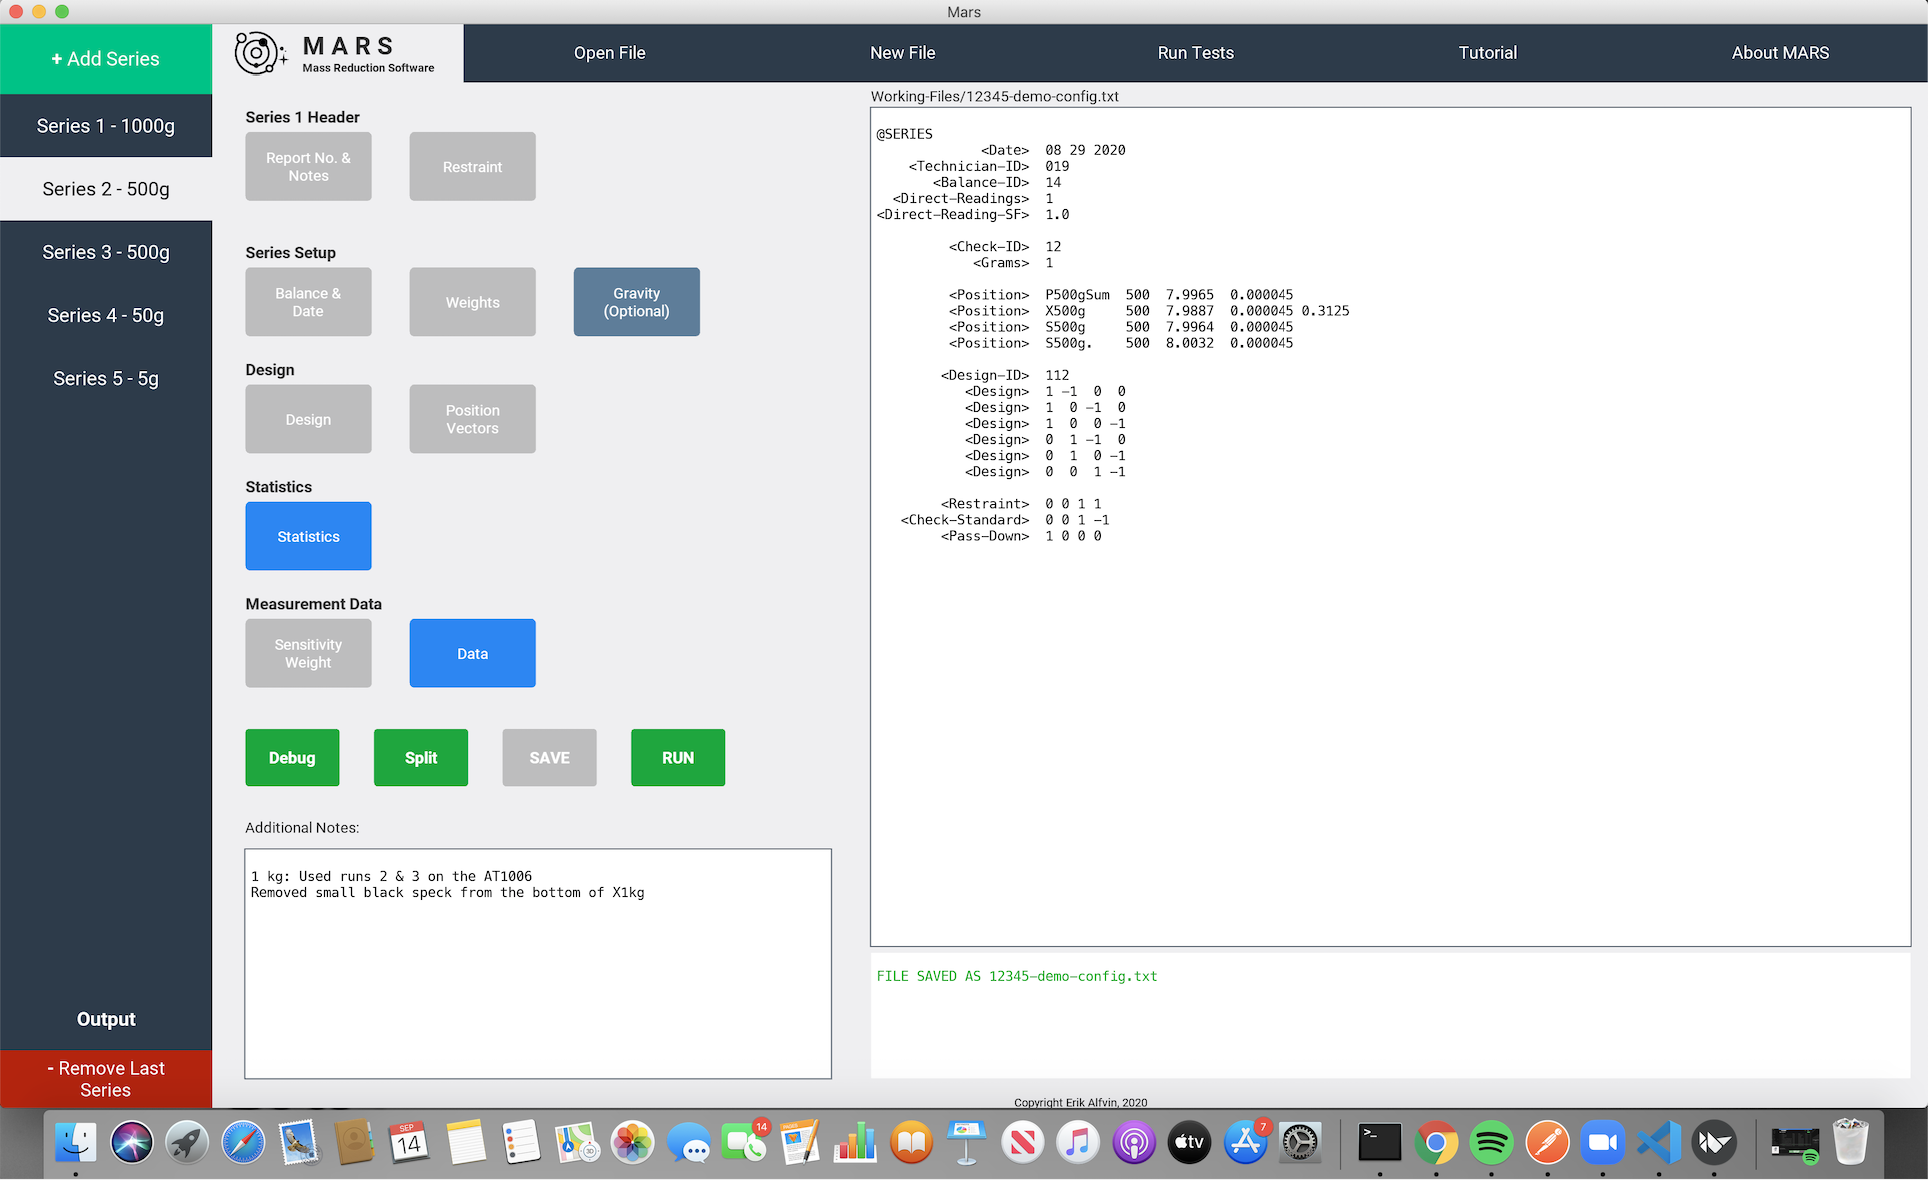 Mars
+ Add Series
Series 1 - 1000g
Series 2 - 500g
Series 3 - 500g
Series 4 - 50g
Series 5 - 5g
Output
- Remove Last
Series
MARS
Mass Reduction Software
Open File
New File
Run Tests
Tutorial
About MARS
Series 1 Header
Report No. &
Notes
Restraint
Series Setup
Balance &
Date
Weights
Gravity
(Optional)
Design
Design
Position
Vectors
Statistics
Statistics
Measurement Data
Sensitivity
Weight
Data
Debug
Split
SAVE
RUN
Additional Notes:
1 kg: Used runs 2 & 3 on the AT1006
Removed small black speck from the bottom of X1kg
Working-Files/12345-demo-config.txt
@SERIES
<Date> 08 29 2020
<Technician-ID> 019
<Balance-ID> 14
<Direct-Readings> 1
<Direct-Reading-SF> 1.0
<Check-ID> 12
<Grams> 1
<Position> P500gSum 500 7.9965 0.000045
<Position> X500g 500 7.9887 0.000045 0.3125
<Position> S500g 500 7.9964 0.000045
<Position> S500g. 500 8.0032 0.000045
<Design-ID> 112
<Design> 1 -1 0 0
<Design> 1 0 -1 0
<Design> 1 0 0 -1
<Design> 0 1 -1 0
<Design> 0 1 0 -1
<Design> 0 0 1 -1
<Restraint> 0 0 1 1
<Check-Standard> 0 0 1 -1
<Pass-Down> 1 0 0 0
FILE SAVED AS 12345-demo-config.txt
Copyright Erik Alfvin, 2020
SEP
14
3D
14
tv
7
>_